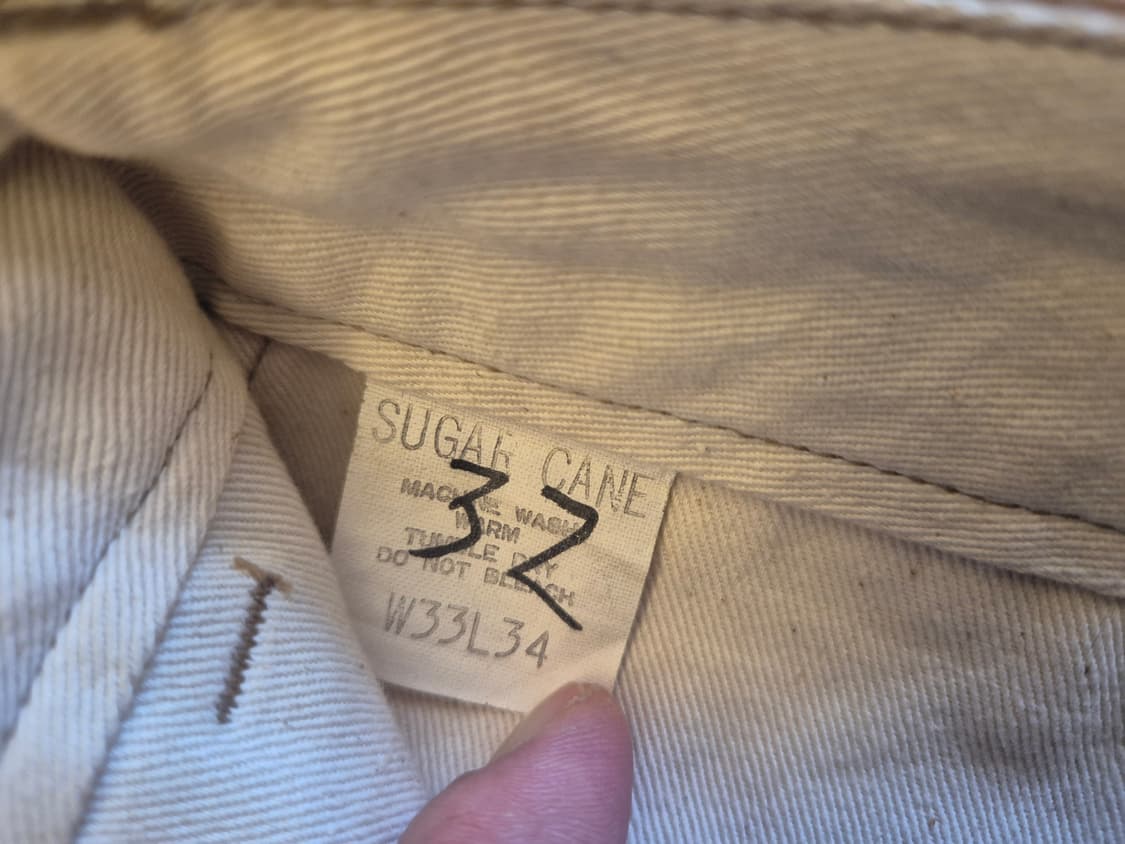 SUGAR CANE
32
MACHINE WASH
WARM
TUMBLE DRY
DO NOT BLEACH
W33L34